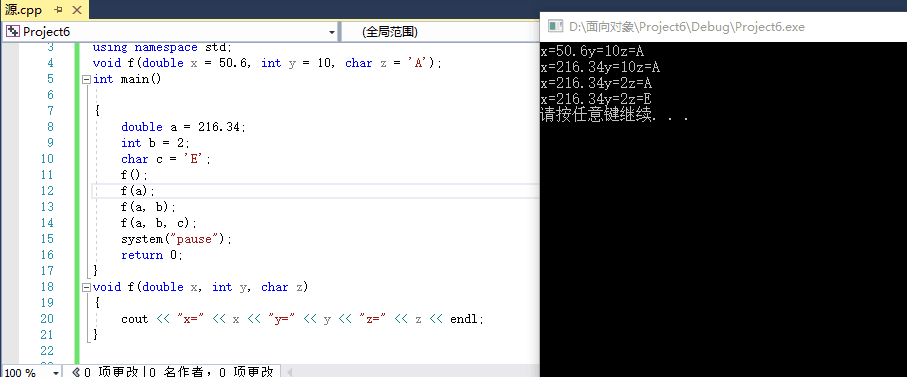 源.cpp
Project6
(全局范围)
3 using namespace std;
4 void f(double x = 50.6, int y = 10, char z = 'A');
5 int main()
6
7 {
8 double a = 216.34;
9 int b = 2;
10 char c = 'E';
11 f();
12 f(a);
13 f(a, b);
14 f(a, b, c);
15 system("pause");
16 return 0;
17 }
18 void f(double x, int y, char z)
19 {
20 cout << "x=" << x << "y=" << y << "z=" << z << endl;
21 }
22
100 %
0 项更改 | 0 名作者，0 项更改
D:\面向对象\Project6\Debug\Project6.exe
x=50.6y=10z=A
x=216.34y=10z=A
x=216.34y=2z=A
x=216.34y=2z=E
请按任意键继续. . .